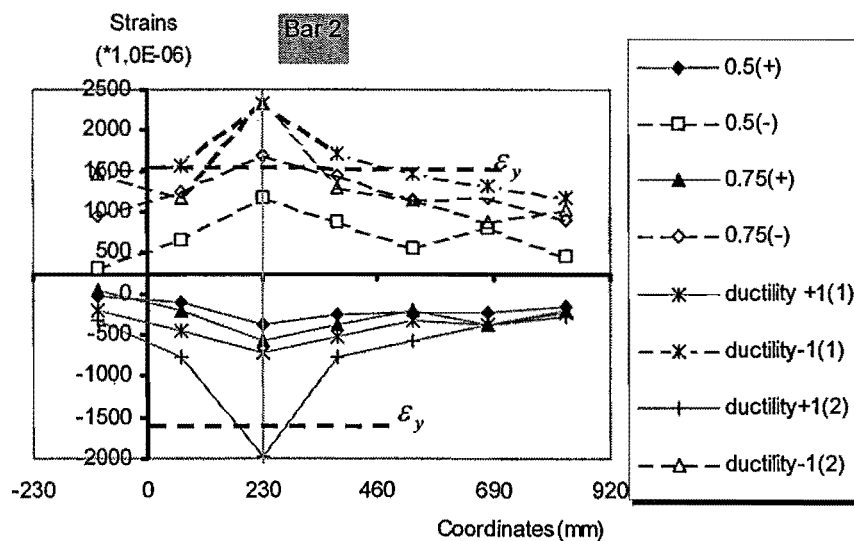 Strains
(*1,0E-06)
Bar 2
2500
2000
1500
1000
500
0
-500
-1000
-1500
-2000
-230 0 230 460 690 920
Coordinates (mm)
εy
εy
0.5(+)
0.5(-)
0.75(+)
0.75(-)
ductility +1(1)
ductility-1(1)
ductility+1(2)
ductility-1(2)